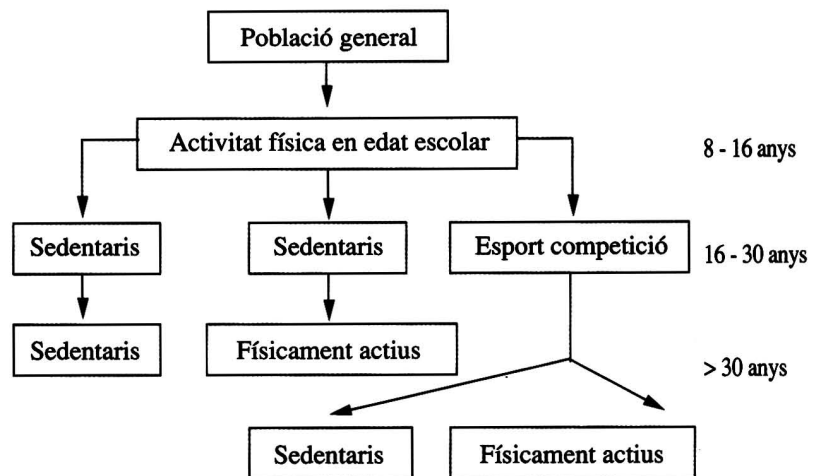 Població general
Activitat física en edat escolar
8 - 16 anys
Sedentaris
Sedentaris
Esport competició
16 - 30 anys
Sedentaris
Físicament actius
> 30 anys
Sedentaris
Físicament actius